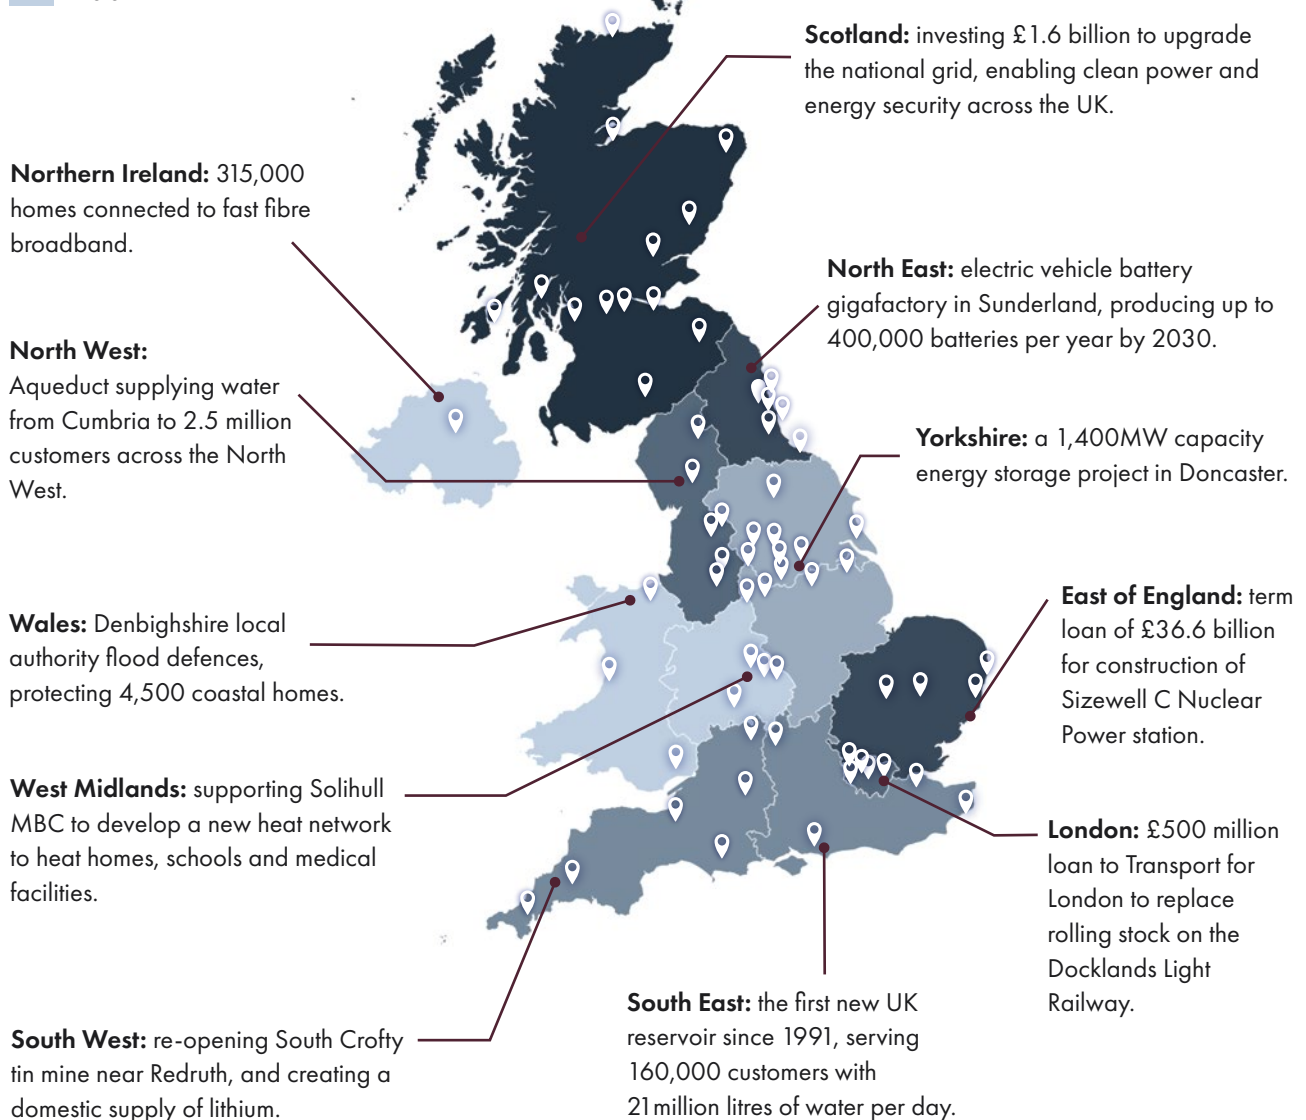 Scotland: investing £1.6 billion to upgrade
the national grid, enabling clean power and
energy security across the UK.
Northern Ireland: 315,000
homes connected to fast fibre
broadband.
North East: electric vehicle battery
gigafactory in Sunderland, producing up to
400,000 batteries per year by 2030.
North West:
Aqueduct supplying water
from Cumbria to 2.5 million
customers across the North
West.
Yorkshire: a 1,400MW capacity
energy storage project in Doncaster.
Wales: Denbighshire local
authority flood defences,
protecting 4,500 coastal homes.
East of England: term
loan of £36.6 billion
for construction of
Sizewell C Nuclear
Power station.
West Midlands: supporting Solihull
MBC to develop a new heat network
to heat homes, schools and medical
facilities.
London: £500 million
loan to Transport for
London to replace
rolling stock on the
Docklands Light
Railway.
South West: re-opening South Crofty
tin mine near Redruth, and creating a
domestic supply of lithium.
South East: the first new UK
reservoir since 1991, serving
160,000 customers with
21million litres of water per day.